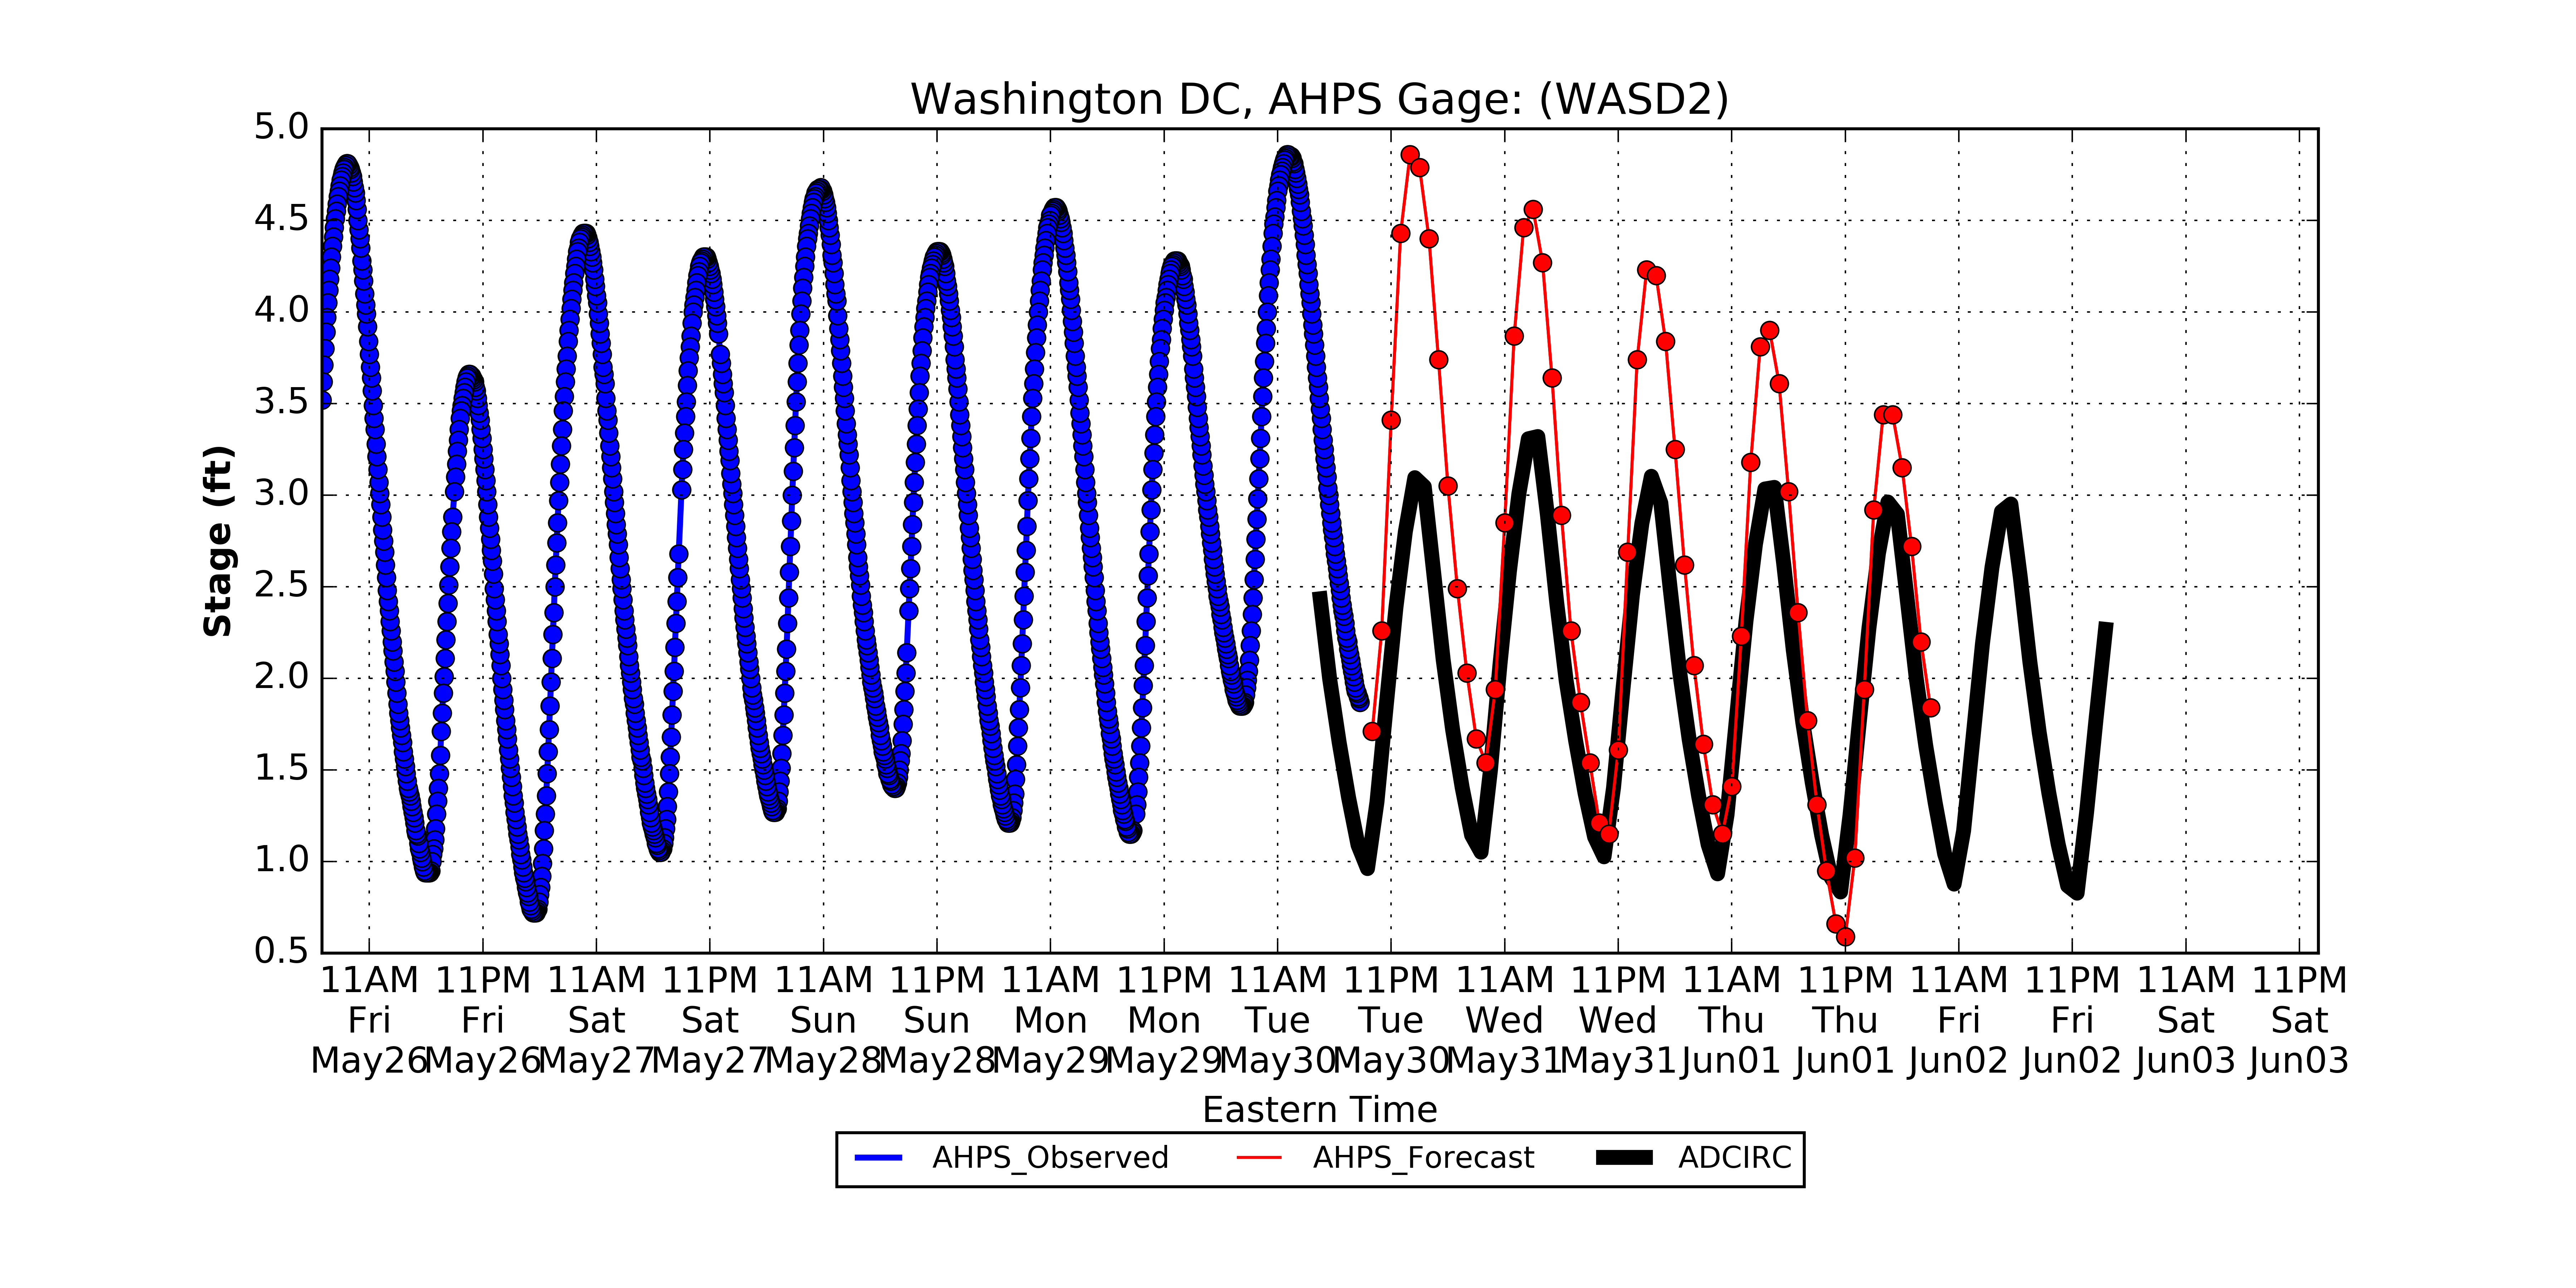 Washington DC, AHPS Gage: (WASD2)
5.0
4.5
4.0
3.5
3.0
2.5
2.0
1.5
1.0
0.5
Stage (ft)
11AM 11PM 11AM 11PM 11AM 11PM 11AM 11PM 11AM 11PM 11AM 11PM 11AM 11PM 11AM 11PM 11AM 11PM
Fri Fri Sat Sat Sun Sun Mon Mon Tue Tue Wed Wed Thu Thu Fri Fri Sat Sat
May26 May26 May27 May27 May28 May28 May29 May29 May30 May30 May31 May31 Jun01 Jun01 Jun02 Jun02 Jun03 Jun03
Eastern Time
AHPS_Observed AHPS_Forecast ADCIRC